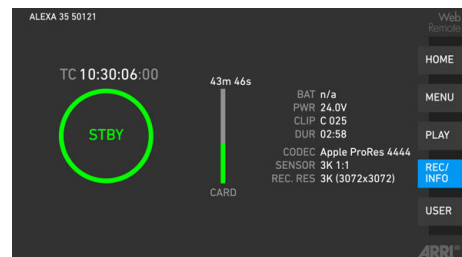 ALEXA 35 50121
Web
Remote
TC 10:30:06:00
STBY
43m 46s
CARD
BAT n/a
PWR 24.0V
CLIP C 025
DUR 02:58
CODEC Apple ProRes 4444
SENSOR 3K 1:1
REC. RES 3K (3072x3072)
HOME
MENU
PLAY
REC/
INFO
USER
ARRI